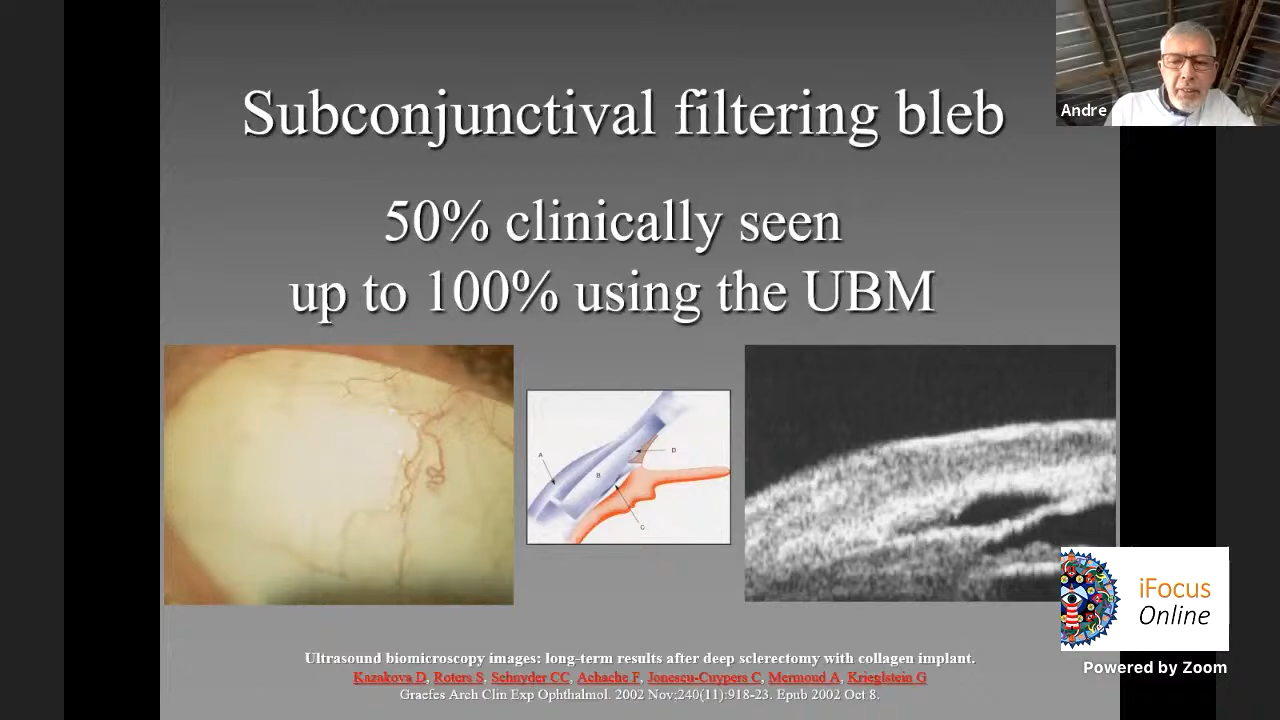 Subconjunctival filtering bleb
Andre
50% clinically seen
up to 100% using the UBM
A
B
C
D
iFocus
Online
Powered by Zoom
Ultrasound biomicroscopy images: long-term results after deep sclerectomy with collagen implant.
Kazakova D, Roters S, Schnyder CC, Achache F, Jonescu-Cuypers C, Mermoud A, Krieglstein G
Graefes Arch Clin Exp Ophthalmol. 2002 Nov;240(11):918-23. Epub 2002 Oct 8.